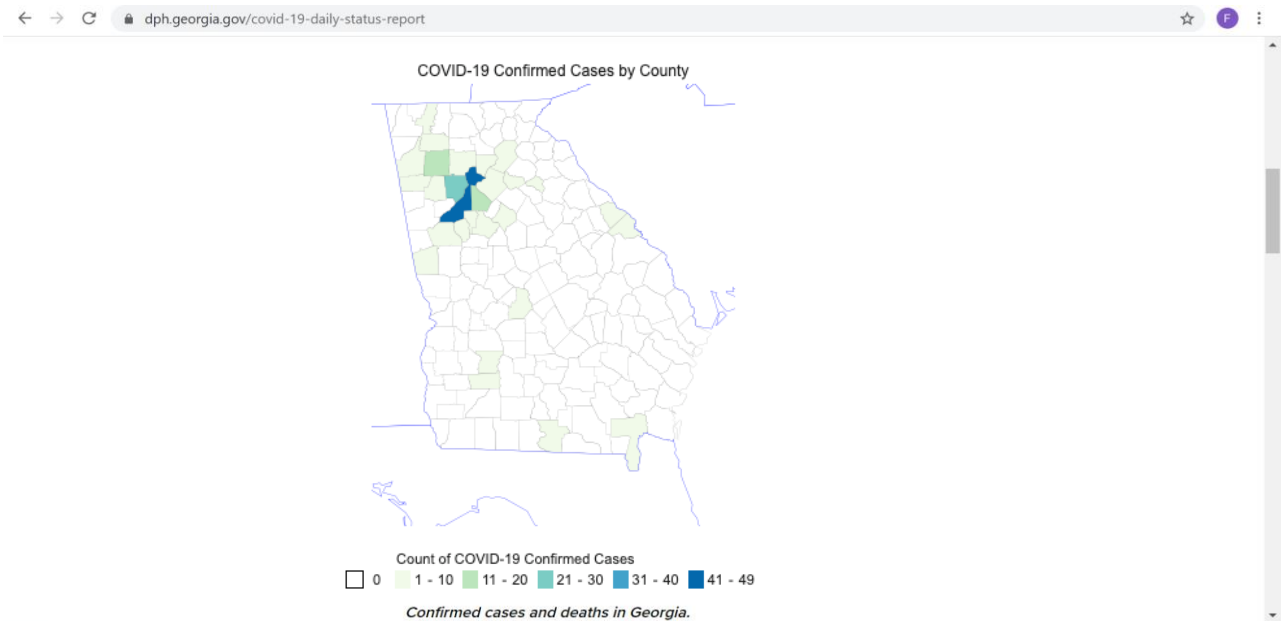 dph.georgia.gov/covid-19-daily-status-report
F
COVID-19 Confirmed Cases by County
Count of COVID-19 Confirmed Cases
0 1 - 10 11 - 20 21 - 30 31 - 40 41 - 49
Confirmed cases and deaths in Georgia.